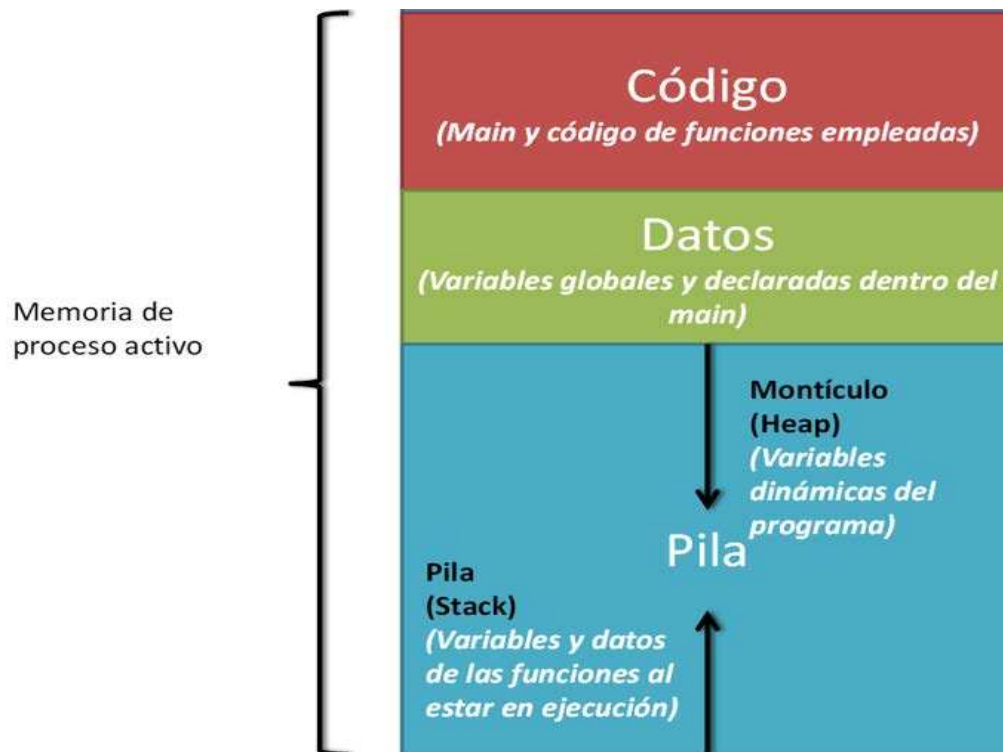 Código
(Main y código de funciones empleadas)
Datos
(Variables globales y declaradas dentro del
main)
Memoria de
proceso activo
Montículo
(Heap)
(Variables
dinámicas del
programa)
Pila
Pila
(Stack)
(Variables y datos
de las funciones al
estar en ejecución)